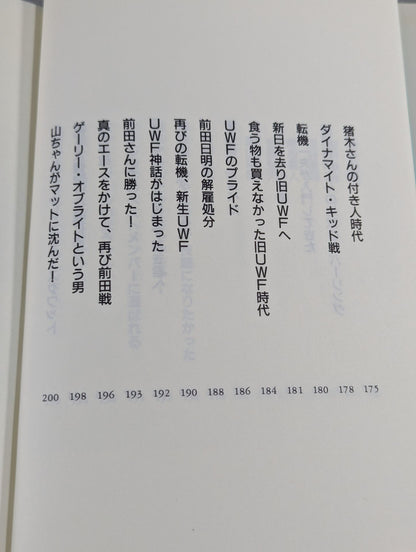 猪木さんの付き人時代 175
ダイナマイト・キッド戦 178
転機 180
新日を去り旧UWFへ 181
食う物も買えなかった旧UWF時代 184
UWFのプライド 186
前田日明の解雇処分 188
再びの転機、新生UWF 190
UWF神話がはじまった 192
前田さんに勝った! 193
真のエースをかけて、再び前田戦 196
ゲーリー・オブライトという男 198
山ちゃんがマットに沈んだ! 200